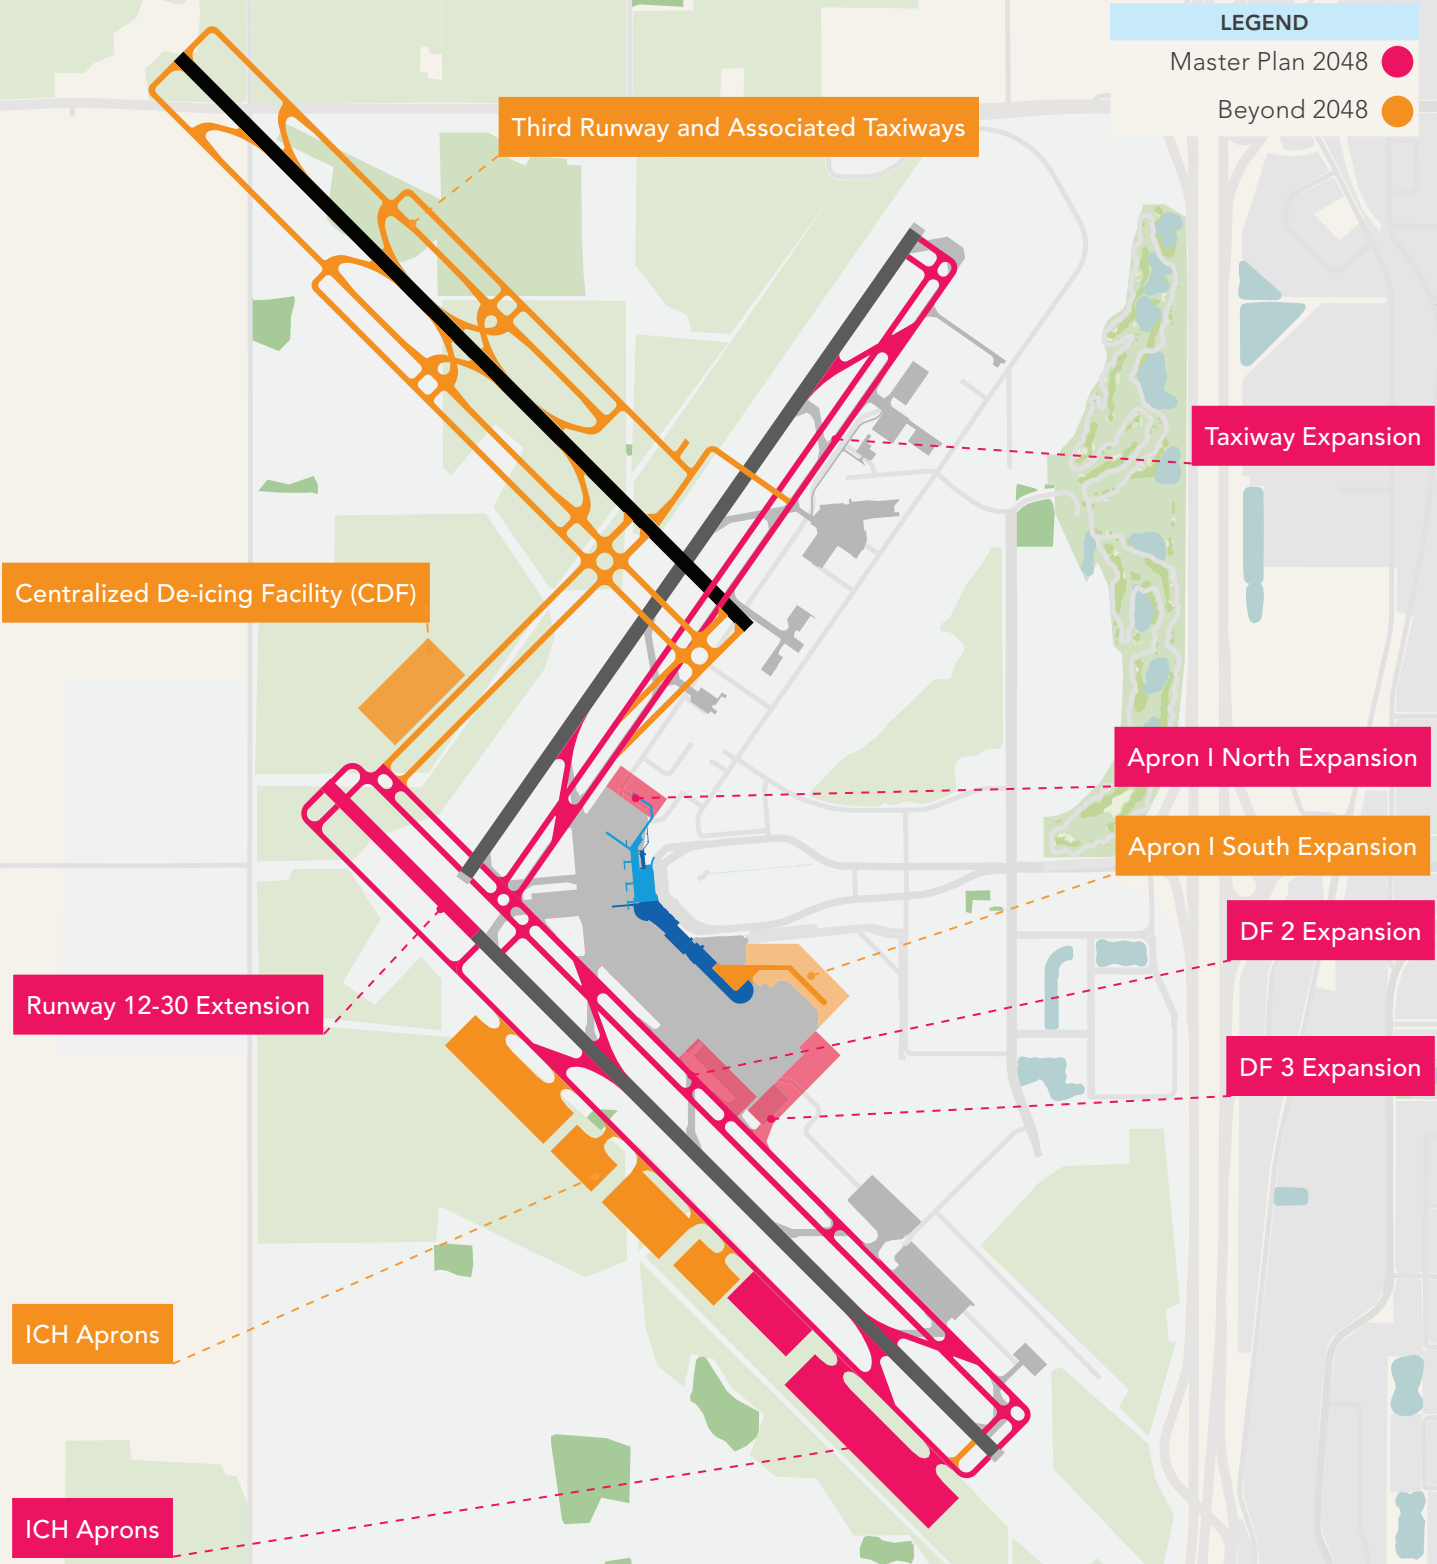 LEGEND
Master Plan 2048
Beyond 2048
Third Runway and Associated Taxiways
Taxiway Expansion
Centralized De-icing Facility (CDF)
Apron I North Expansion
Apron I South Expansion
DF 2 Expansion
Runway 12-30 Extension
DF 3 Expansion
ICH Aprons
ICH Aprons